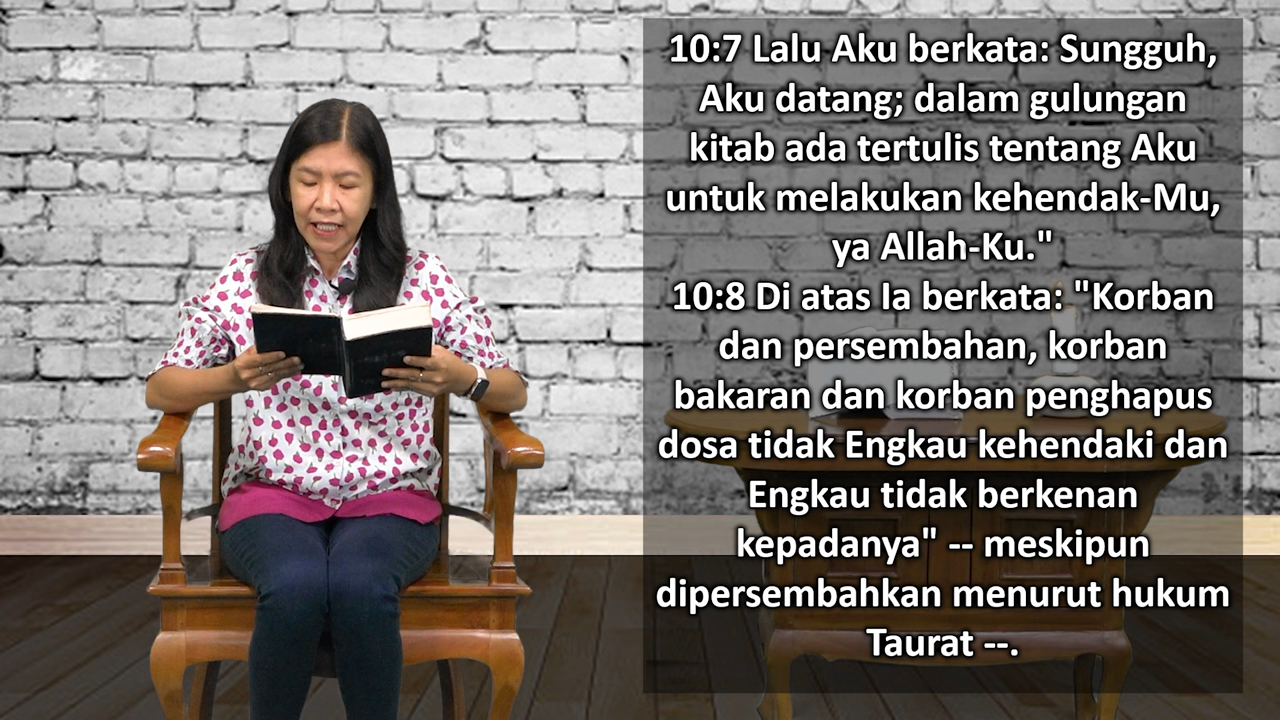 10:7 Lalu Aku berkata: Sungguh,
Aku datang; dalam gulungan
kitab ada tertulis tentang Aku
untuk melakukan kehendak-Mu,
ya Allah-Ku."
10:8 Di atas Ia berkata: "Korban
dan persembahan, korban
bakaran dan korban penghapus
dosa tidak Engkau kehendaki dan
Engkau tidak berkenan
kepadanya" -- meskipun
dipersembahkan menurut hukum
Taurat --.